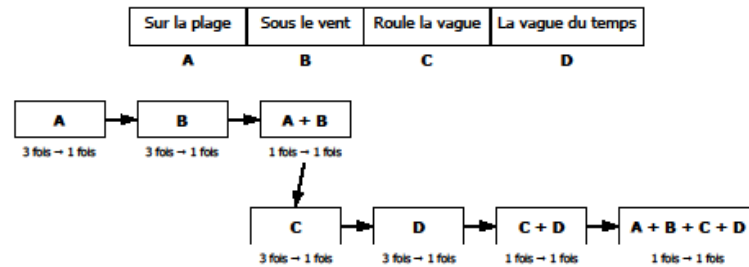 Sur la plage Sous le vent Roule la vague La vague du temps
A B C D
A B A + B
3 fois → 1 fois 3 fois → 1 fois 1 fois → 1 fois
C D C + D A + B + C + D
3 fois → 1 fois 3 fois → 1 fois 1 fois → 1 fois 1 fois → 1 fois